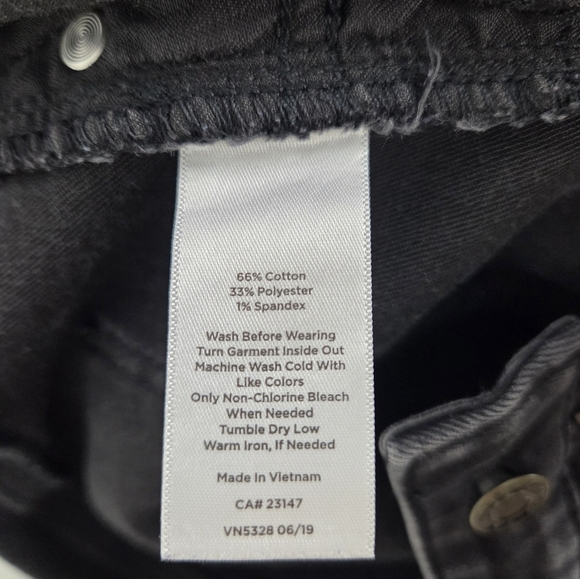 66% Cotton
33% Polyester
1% Spandex
Wash Before Wearing
Turn Garment Inside Out
Machine Wash Cold With
Like Colors
Only Non-Chlorine Bleach
When Needed
Tumble Dry Low
Warm Iron, If Needed
Made In Vietnam
CA# 23147
VN5328 06/19